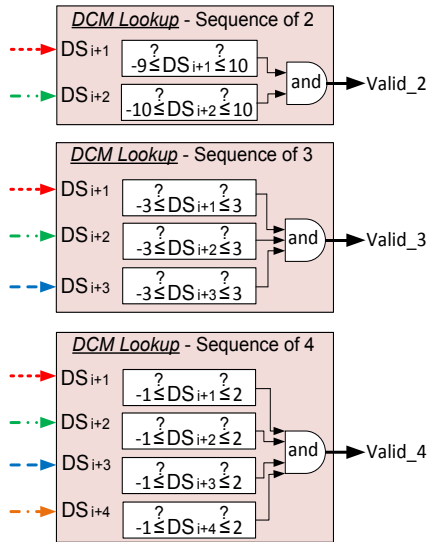 DCM Lookup - Sequence of 2
DSi+1
? ?
-9≤DSi+1≤10
DSi+2
? ?
-10≤DSi+2≤10
and
Valid_2
DCM Lookup - Sequence of 3
DSi+1
? ?
-3≤DSi+1≤3
DSi+2
? ?
-3≤DSi+2≤3
and
Valid_3
DSi+3
? ?
-3≤DSi+3≤3
DCM Lookup - Sequence of 4
DSi+1
? ?
-1≤DSi+1≤2
DSi+2
? ?
-1≤DSi+2≤2
and
Valid_4
DSi+3
? ?
-1≤DSi+3≤2
DSi+4
? ?
-1≤DSi+4≤2